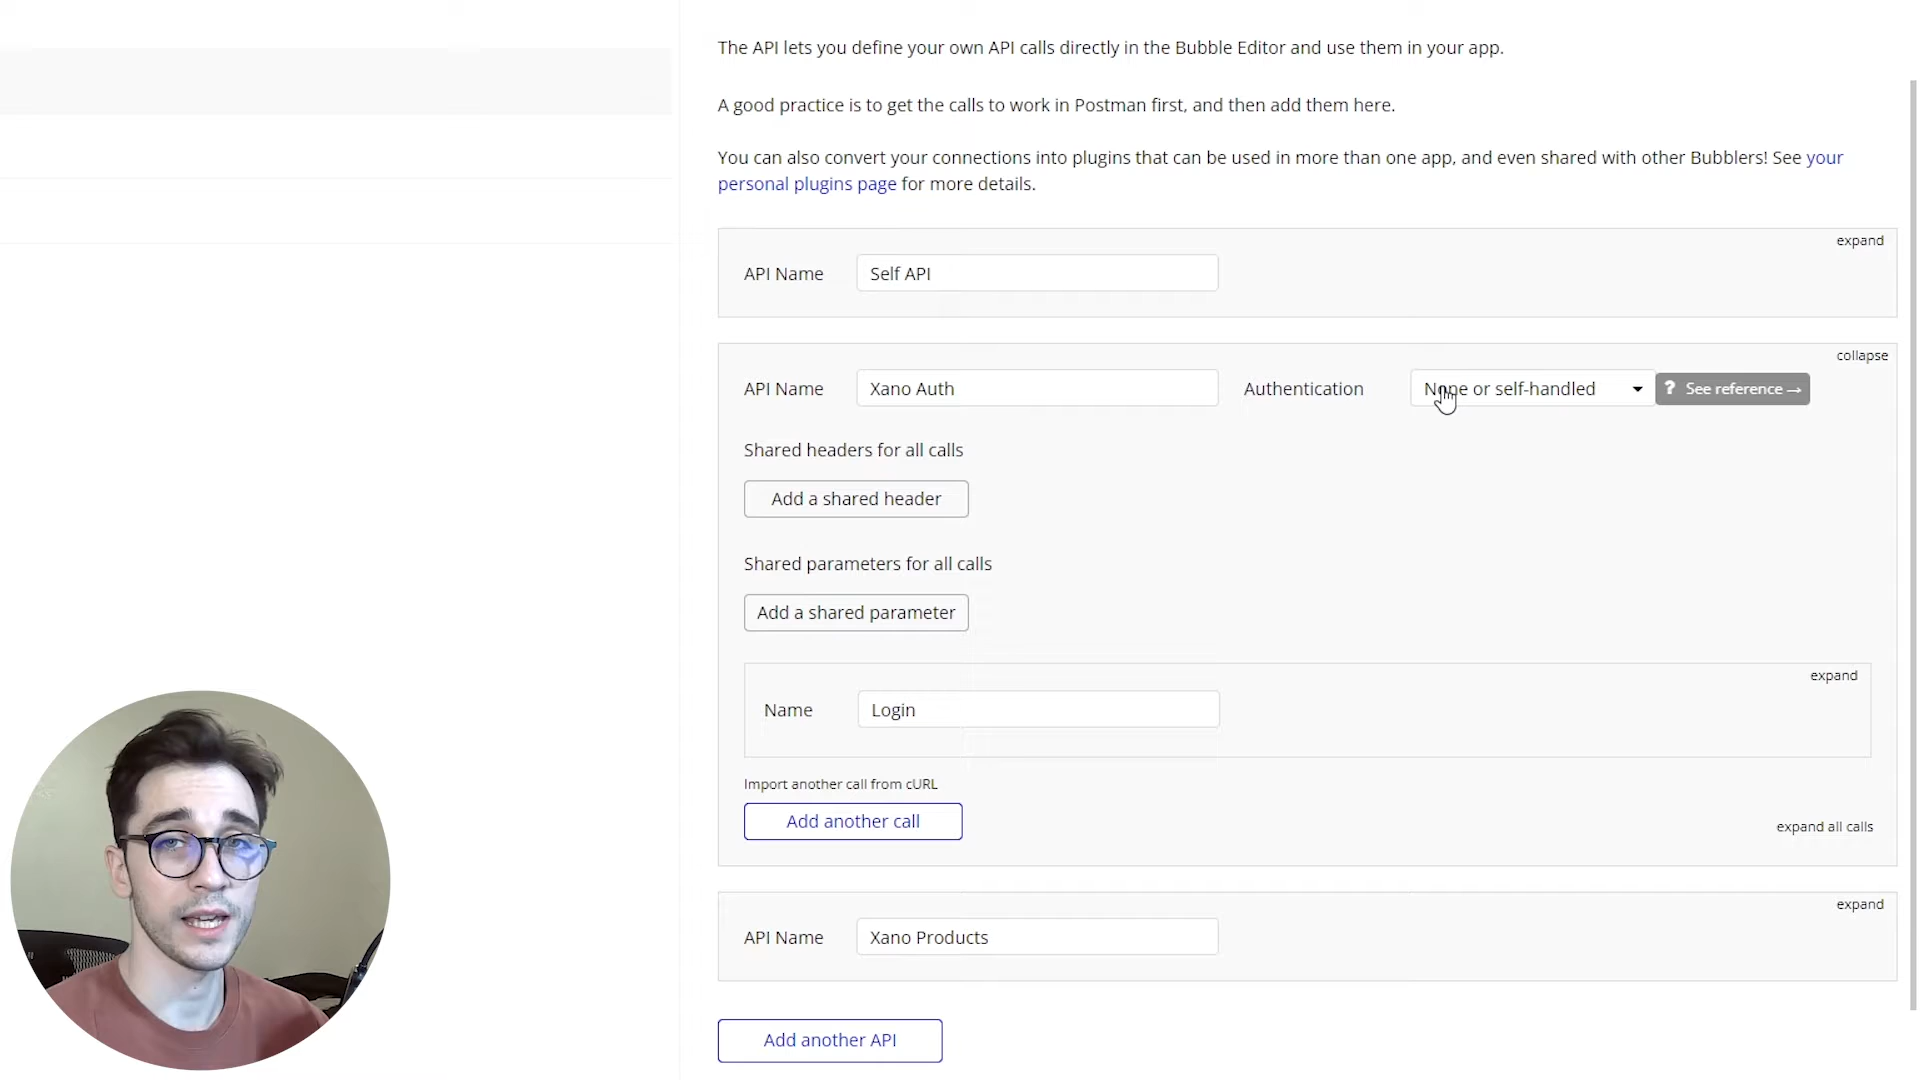 The API lets you define your own API calls directly in the Bubble Editor and use them in your app.
A good practice is to get the calls to work in Postman first, and then add them here.
You can also convert your connections into plugins that can be used in more than one app, and even shared with other Bubblers! See your
personal plugins page for more details.
expand
API Name Self API
collapse
API Name Xano Auth Authentication None or self-handled ? See reference →
Shared headers for all calls
Add a shared header
Shared parameters for all calls
Add a shared parameter
expand
Name Login
Import another call from cURL
Add another call
expand all calls
expand
API Name Xano Products
Add another API